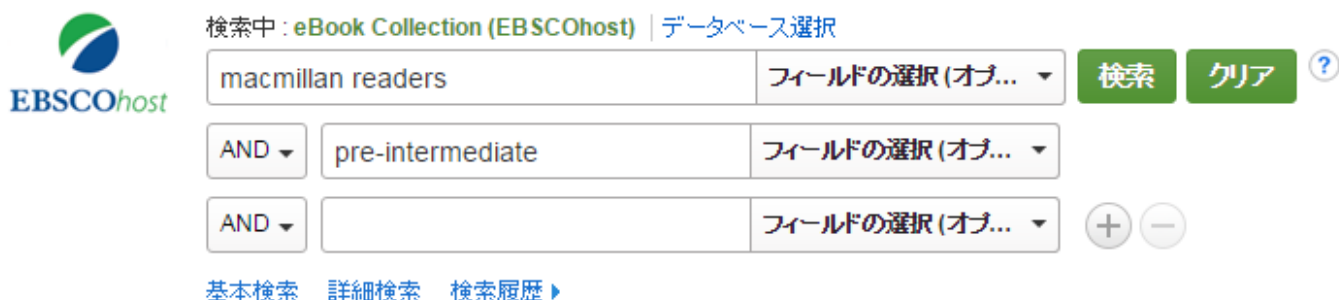 検索中 : eBook Collection (EBSCOhost) | データベース選択
EBSCOhost
macmillan readers フィールドの選択 (オプ... 検索 クリア ?
AND pre-intermediate フィールドの選択 (オプ...
AND フィールドの選択 (オプ...
基本検索 詳細検索 検索履歴